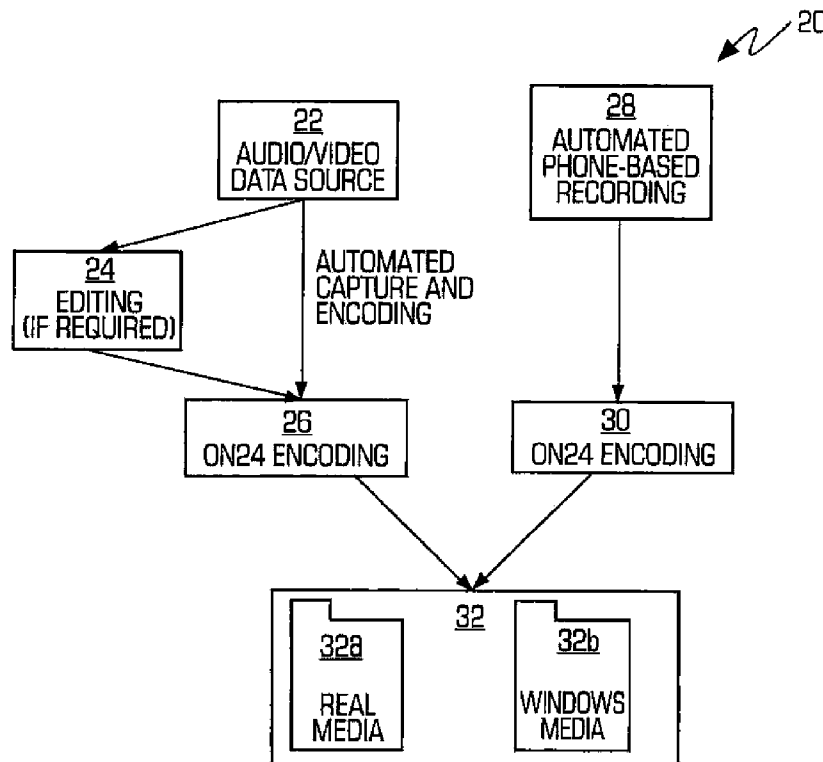 20
22
AUDIO/VIDEO
DATA SOURCE
28
AUTOMATED
PHONE-BASED
RECORDING
24
EDITING
(IF REQUIRED)
AUTOMATED
CAPTURE AND
ENCODING
26
ON24 ENCODING
30
ON24 ENCODING
32
32a
REAL
MEDIA
32b
WINDOWS
MEDIA